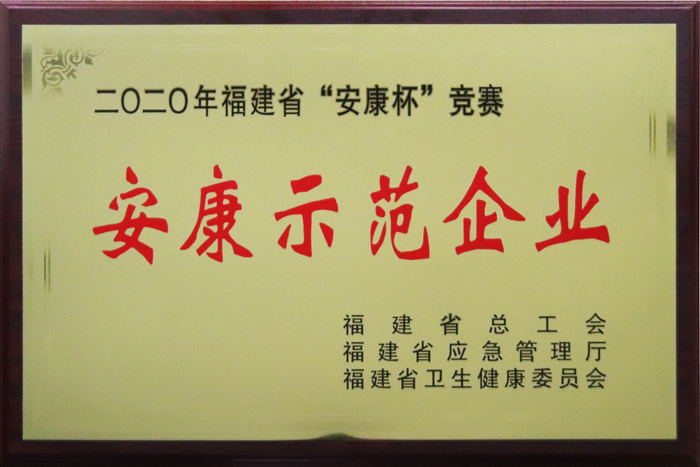 二〇二〇年福建省“安康杯”竞赛
安康示范企业
福建省总工会
福建省应急管理厅
福建省卫生健康委员会